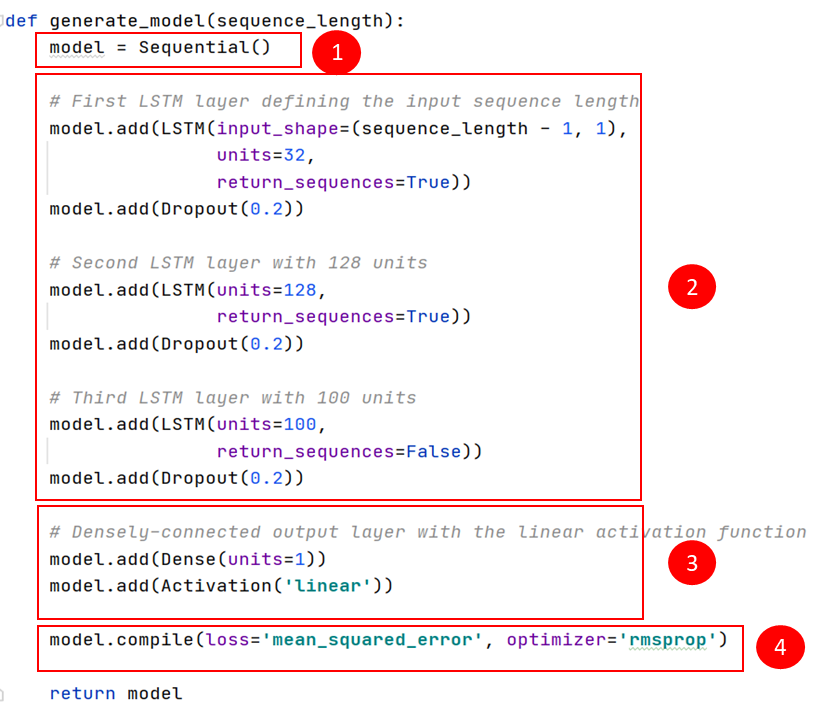 def generate_model(sequence_length):
model = Sequential()
1
# First LSTM layer defining the input sequence length
model.add(LSTM(input_shape=(sequence_length - 1, 1),
units=32,
return_sequences=True))
model.add(Dropout(0.2))
# Second LSTM layer with 128 units
model.add(LSTM(units=128,
return_sequences=True))
model.add(Dropout(0.2))
2
# Third LSTM layer with 100 units
model.add(LSTM(units=100,
return_sequences=False))
model.add(Dropout(0.2))
# Densely-connected output layer with the linear activation function
model.add(Dense(units=1))
model.add(Activation('linear'))
3
model.compile(loss='mean_squared_error', optimizer='rmsprop')
4
return model